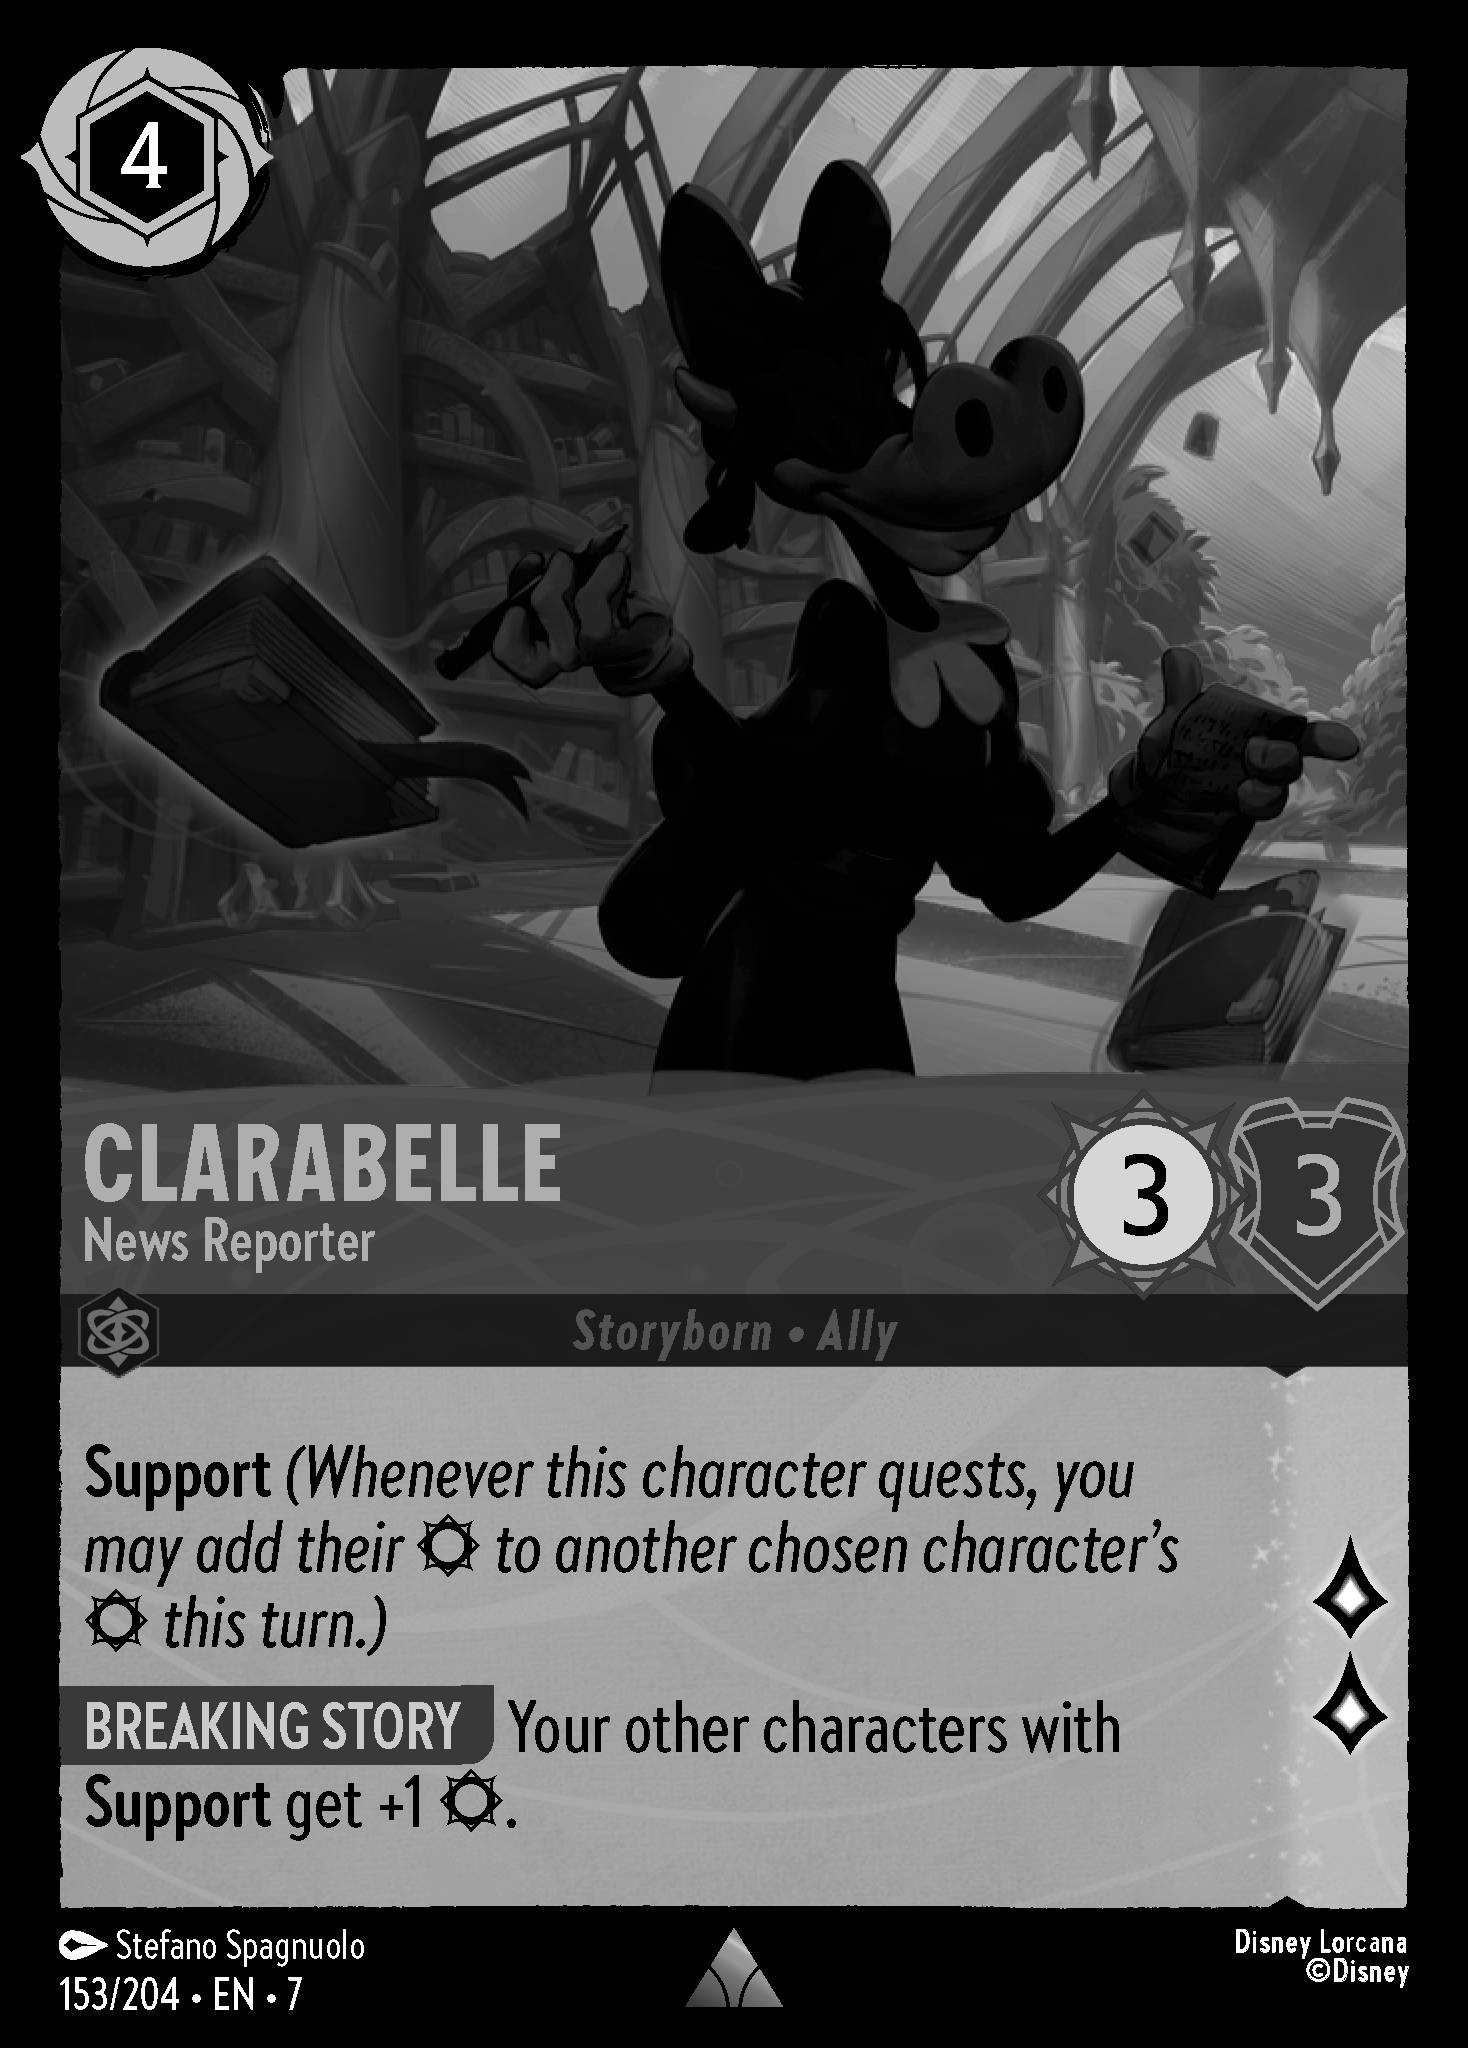 4
CLARABELLE
News Reporter
3
3
Storyborn • Ally
Support (Whenever this character quests, you
may add their to another chosen character's
this turn.)
BREAKING STORY Your other characters with
Support get +1 .
Stefano Spagnuolo
153/204 • EN • 7
Disney Lorcana
©Disney